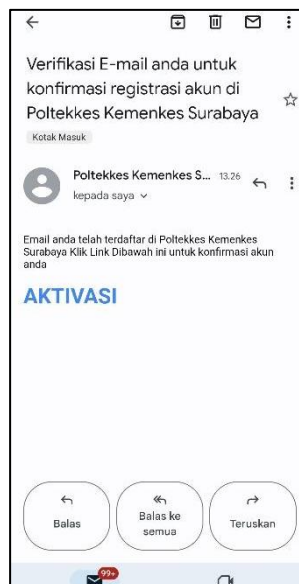 Verifikasi E-mail anda untuk
konfirmasi registrasi akun di
Poltekkes Kemenkes Surabaya
Kotak Masuk
Poltekkes Kemenkes S... 13.26
kepada saya
Email anda telah terdaftar di Poltekkes Kemenkes
Surabaya Klik Link Dibawah ini untuk konfirmasi akun
anda
AKTIVASI
Balas
Balas ke
semua
Teruskan
99+